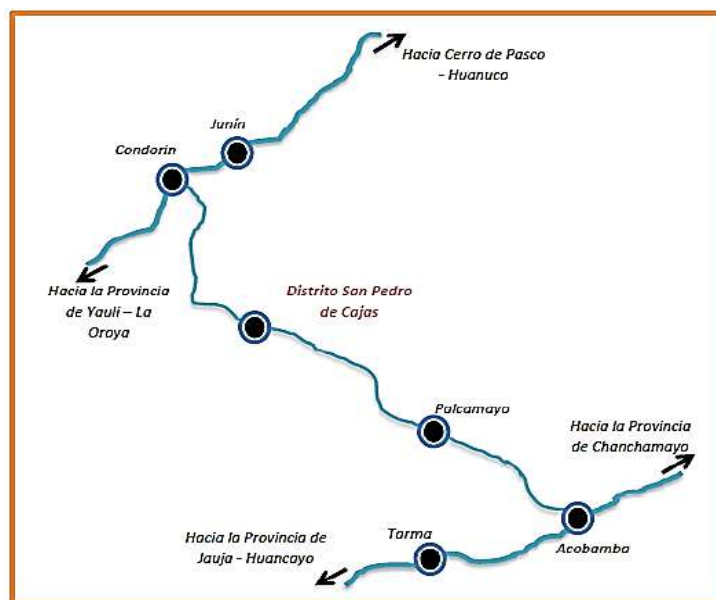 Hacia Cerro de Pasco
- Huanuco
Junín
Condorin
Hacia la Provincia
de Yauli – La
Oroya
Distrito San Pedro
de Cajas
Palcamayo
Hacia la Provincia
de Chanchamayo
Hacia la Provincia de
Jauja - Huancayo
Tarma
Acobamba